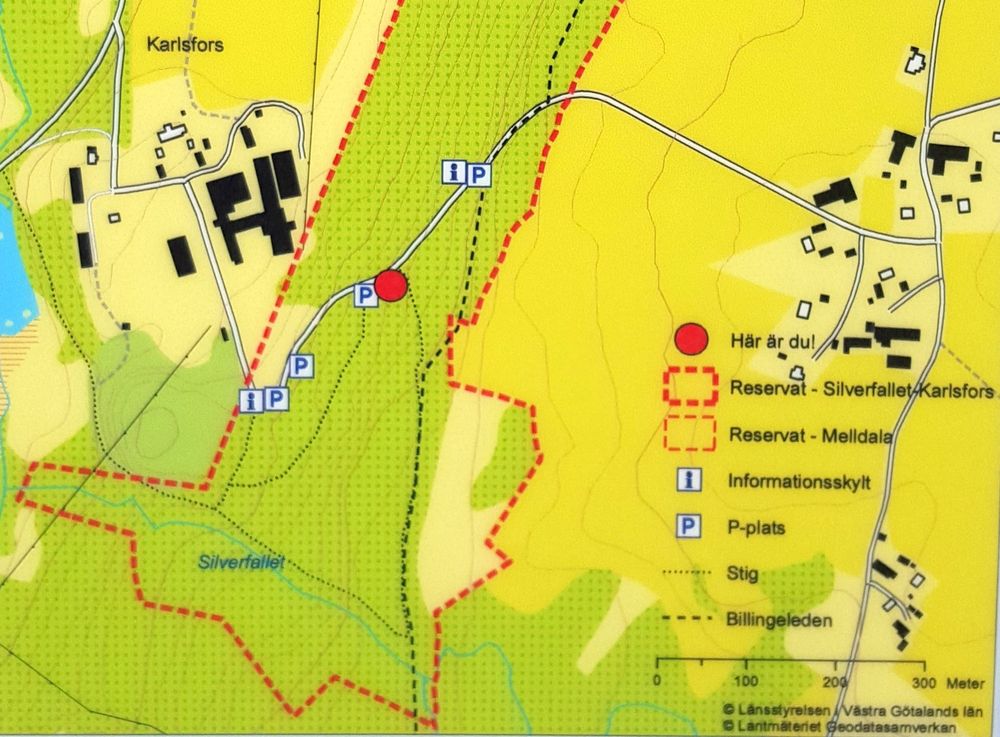 Karlsfors
i P
P
P
i P
Silverfallet
Här är du!
Reservat - Silverfallet-Karlsfors
Reservat - Melldala
i Informationsskylt
P P-plats
Stig
Billingeleden
0 100 200 300 Meter
© Länsstyrelsen i Västra Götalands län
© Lantmäteriet Geodatasamverkan